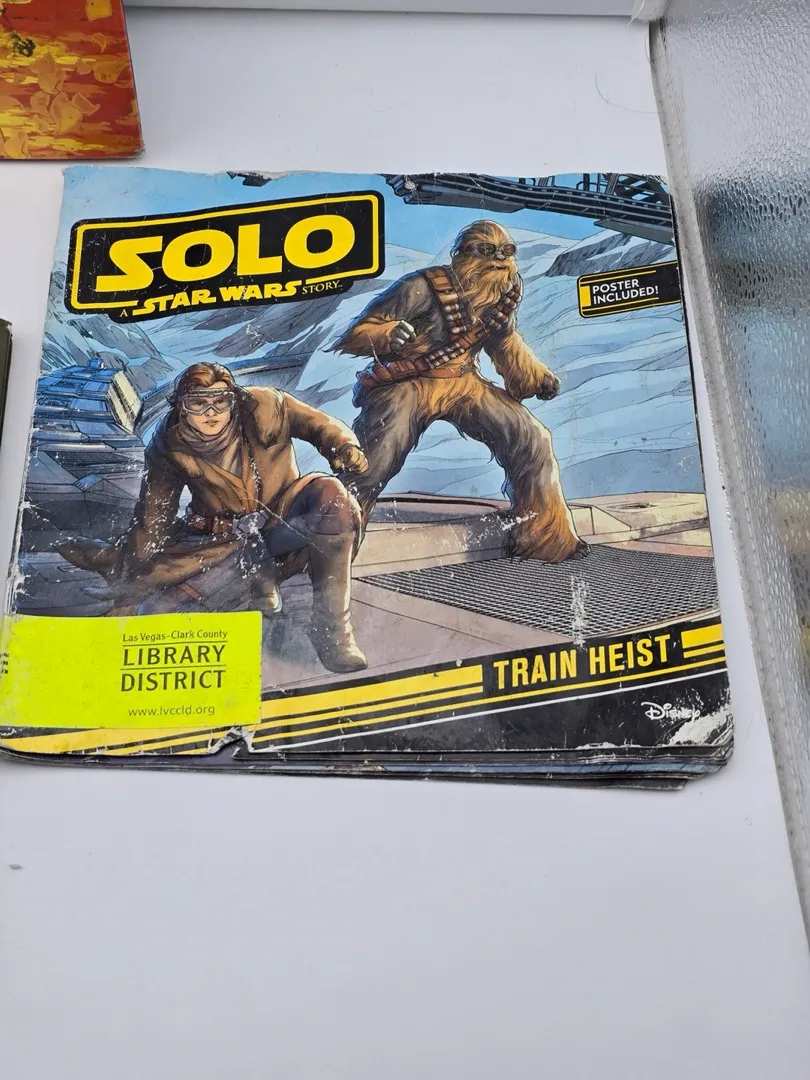 SOLO
A STAR WARS STORY
POSTER
INCLUDED!
Las Vegas-Clark County
LIBRARY
DISTRICT
www.lvccld.org
TRAIN HEIST
Disney